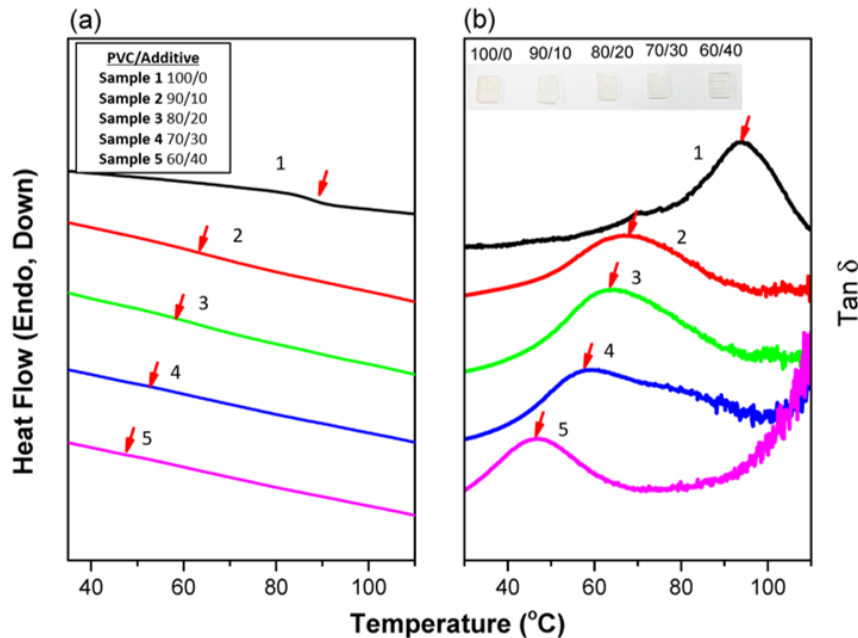 (a)
PVC/Additive
Sample 1 100/0
Sample 2 90/10
Sample 3 80/20
Sample 4 70/30
Sample 5 60/40
1
2
3
4
5
40 60 80 100
Heat Flow (Endo, Down)
(b)
100/0 90/10 80/20 70/30 60/40
1
2
3
4
5
40 60 80 100
Tan δ
Temperature (°C)